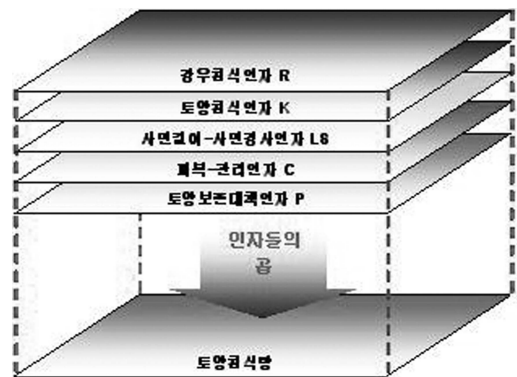 강우침식인자 R
토양침식인자 K
사면길이-사면경사인자 LS
피복-관리인자 C
토양보존대책인자 P
인자들의
곱
토양침식량